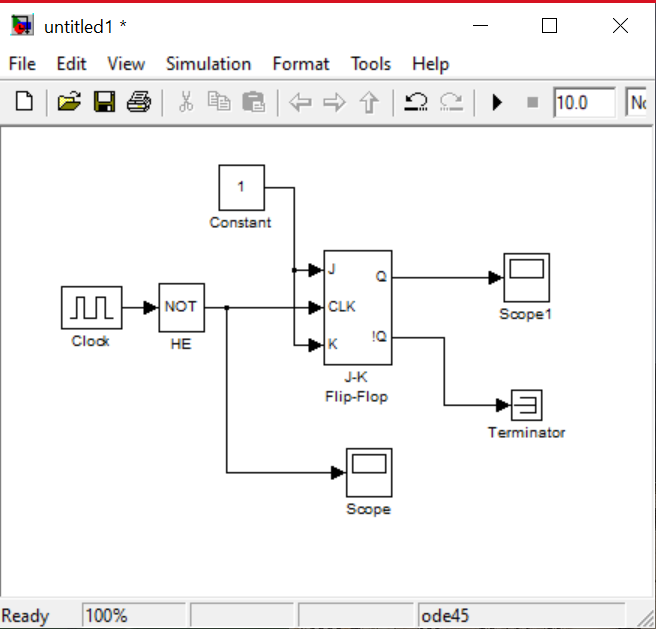 untitled1 *
File Edit View Simulation Format Tools Help
10.0
1
Constant
J
Q
Scope1
NOT
CLK
Clock
HE
!Q
K
J-K
Flip-Flop
Terminator
Scope
Ready 100% ode45